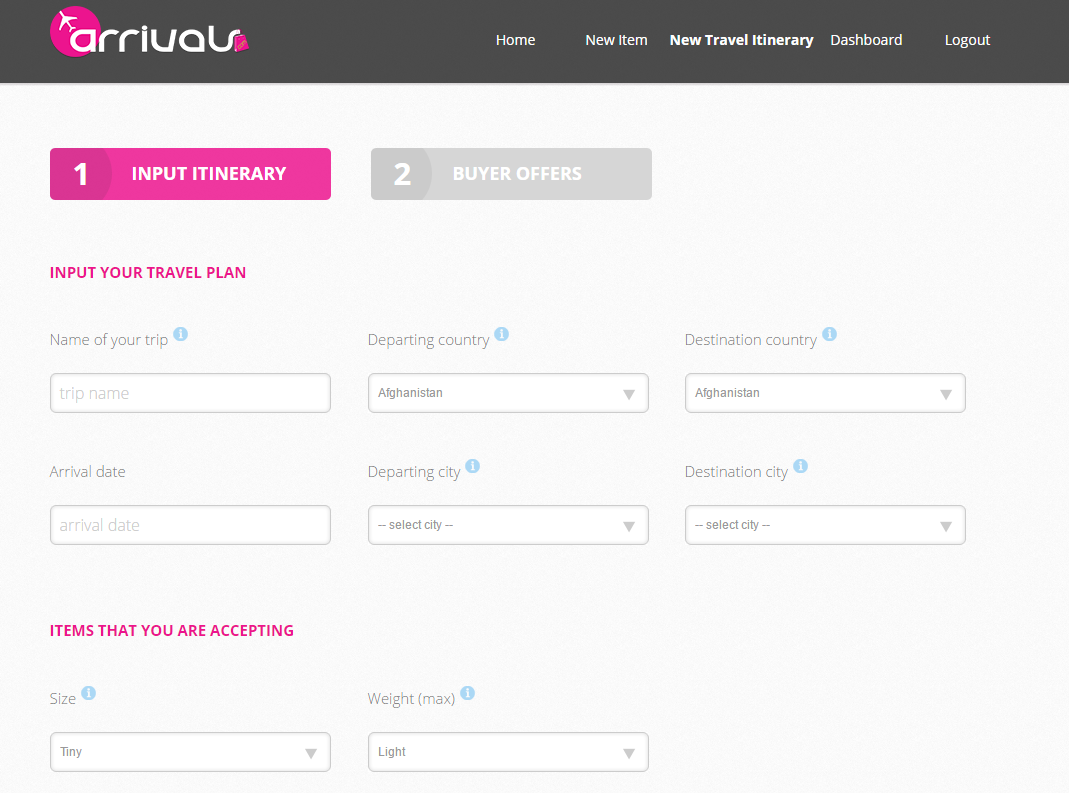 arrivals
Home New Item New Travel Itinerary Dashboard Logout
1 INPUT ITINERARY 2 BUYER OFFERS
INPUT YOUR TRAVEL PLAN
Name of your trip Departing country Destination country
trip name Afghanistan Afghanistan
Arrival date Departing city Destination city
arrival date -- select city -- -- select city --
ITEMS THAT YOU ARE ACCEPTING
Size Weight (max)
Tiny Light